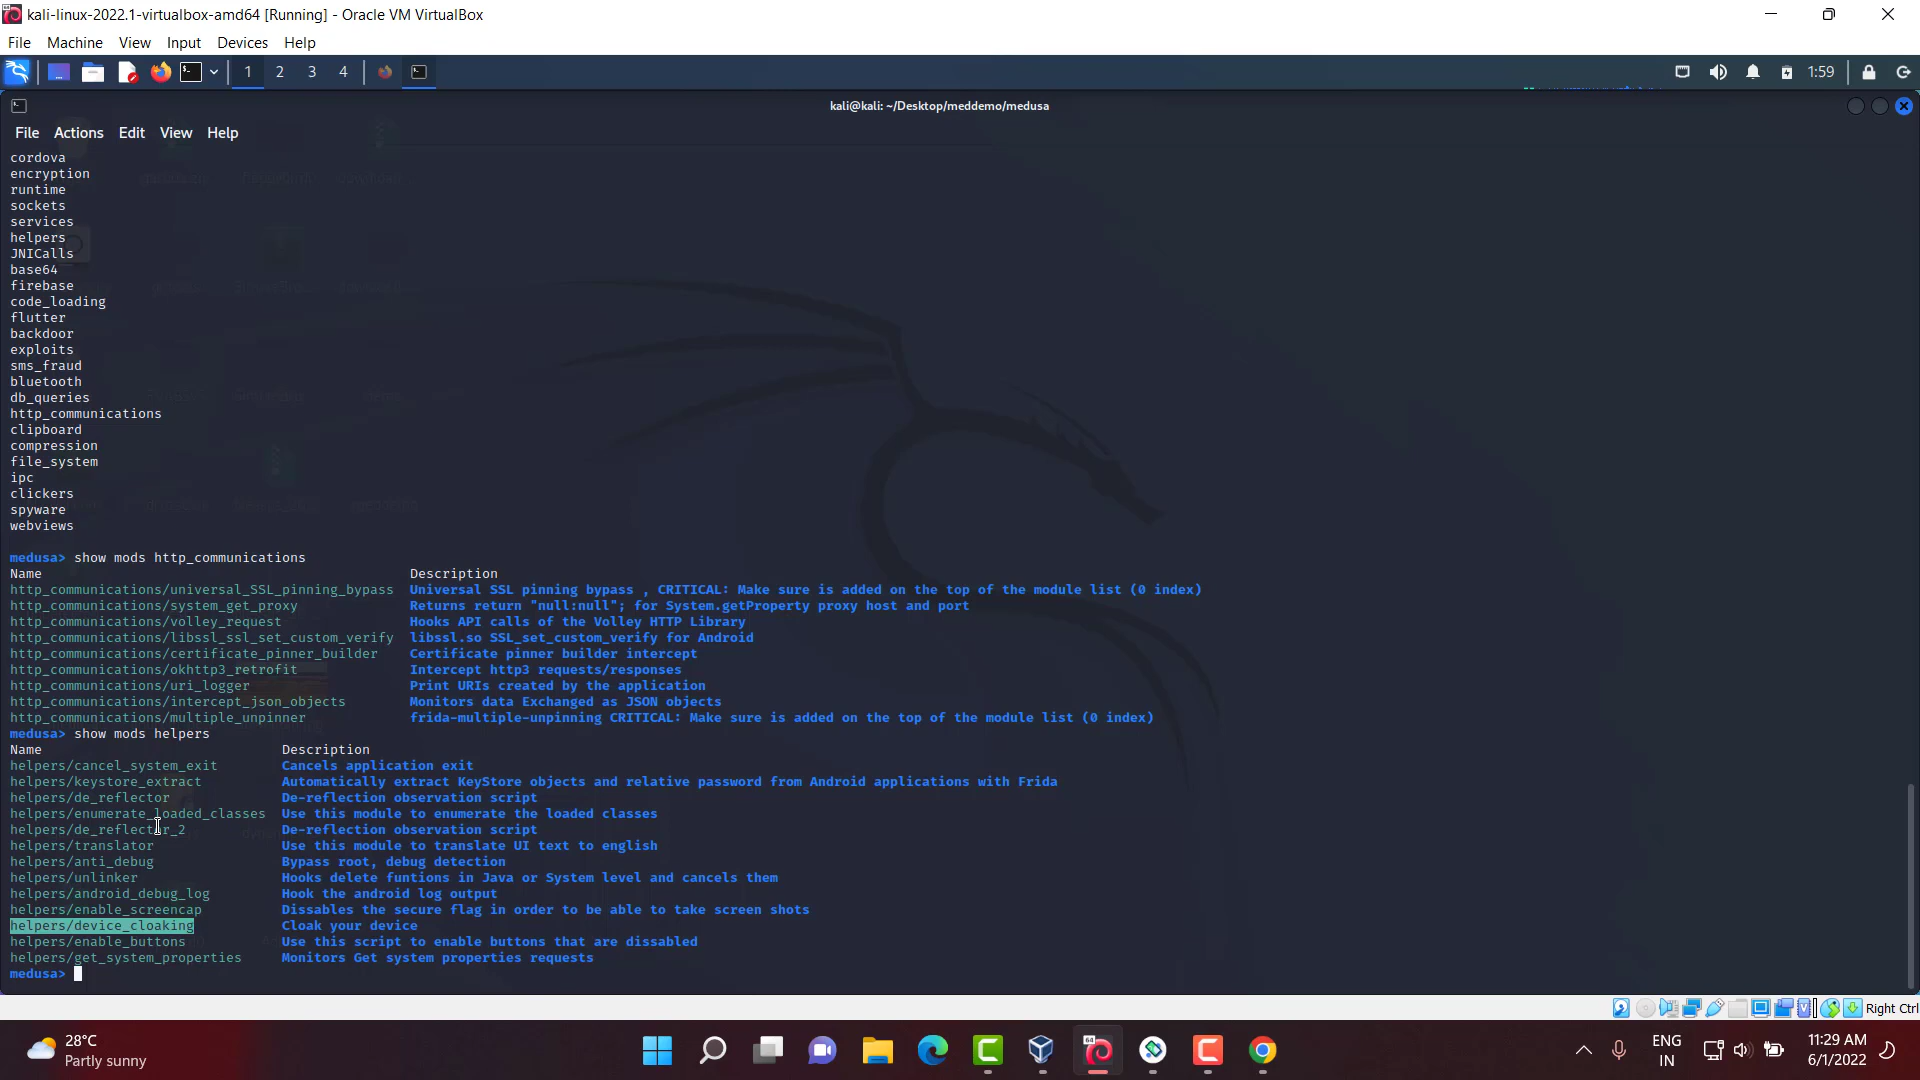 kali-linux-2022.1-virtualbox-amd64 [Running] - Oracle VM VirtualBox
File Machine View Input Devices Help
1 2 3 4 1:59
kali@kali: ~/Desktop/meddemo/medusa
File Actions Edit View Help
cordova
encryption
runtime
sockets
services
helpers
JNICalls
base64
firebase
code_loading
flutter
backdoor
exploits
sms_fraud
bluetooth
db_queries
http_communications
clipboard
compression
file_system
ipc
clickers
spyware
webviews
medusa> show mods http_communications
Name Description
http_communications/universal_SSL_pinning_bypass Universal SSL pinning bypass , CRITICAL: Make sure is added on the top of the module list (0 index)
http_communications/system_get_proxy Returns return "null:null"; for System.getProperty proxy host and port
http_communications/volley_request Hooks API calls of the Volley HTTP Library
http_communications/libssl_ssl_set_custom_verify libssl.so SSL_set_custom_verify for Android
http_communications/certificate_pinner_builder Certificate pinner builder intercept
http_communications/okhttp3_retrofit Intercept http3 requests/responses
http_communications/uri_logger Print URIs created by the application
http_communications/intercept_json_objects Monitors data Exchanged as JSON objects
http_communications/multiple_unpinner frida-multiple-unpinning CRITICAL: Make sure is added on the top of the module list (0 index)
medusa> show mods helpers
Name Description
helpers/cancel_system_exit Cancels application exit
helpers/keystore_extract Automatically extract KeyStore objects and relative password from Android applications with Frida
helpers/de_reflector De-reflection observation script
helpers/enumerate_loaded_classes Use this module to enumerate the loaded classes
helpers/de_reflector_2 De-reflection observation script
helpers/translator Use this module to translate UI text to english
helpers/anti_debug Bypass root, debug detection
helpers/unlinker Hooks delete funtions in Java or System level and cancels them
helpers/android_debug_log Hook the android log output
helpers/enable_screencap Dissables the secure flag in order to be able to take screen shots
helpers/device_cloaking Cloak your device
helpers/enable_buttons Use this script to enable buttons that are dissabled
helpers/get_system_properties Monitors Get system properties requests
medusa>
Right Ctrl
28°C
Partly sunny
64
ENG
IN
11:29 AM
6/1/2022